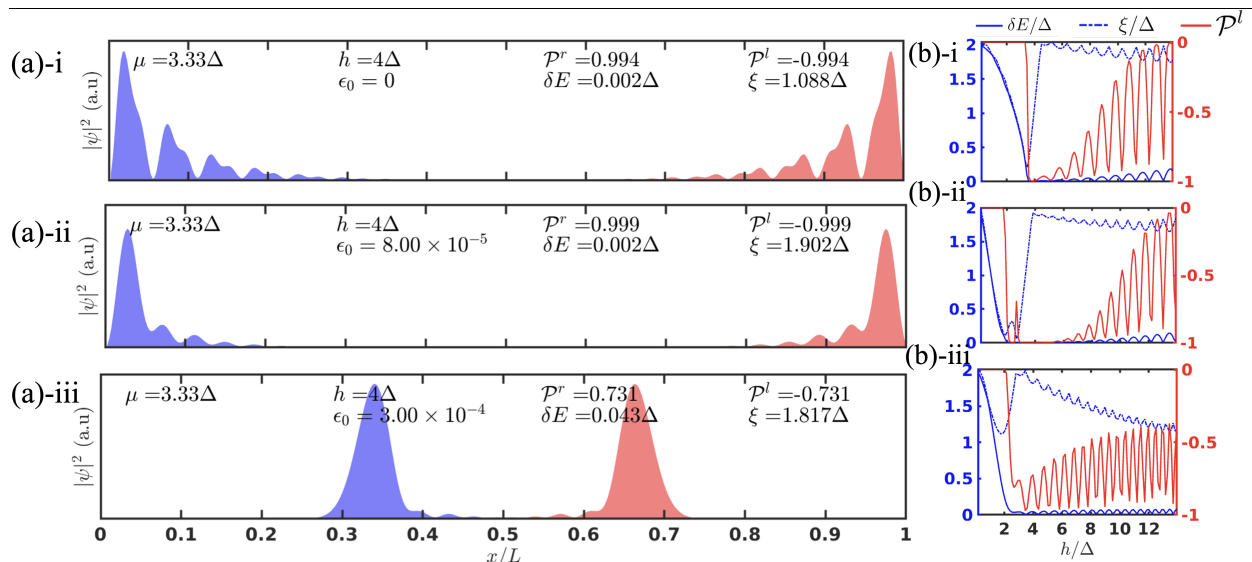 δE/Δ ξ/Δ 𝒫ˡ
(a)-i
μ =3.33Δ h =4Δ 𝒫ʳ =0.994 𝒫ˡ =-0.994
ϵ₀ = 0 δE =0.002Δ ξ =1.088Δ
|ψ|² (a.u)
(b)-i
2
1.5
1
0.5
0
0
-0.5
-1
(a)-ii
μ =3.33Δ h =4Δ 𝒫ʳ =0.999 𝒫ˡ =-0.999
ϵ₀ = 8.00 × 10⁻⁵ δE =0.002Δ ξ =1.902Δ
|ψ|² (a.u)
(b)-ii
2
1.5
1
0.5
0
0
-0.5
-1
(a)-iii
μ =3.33Δ h =4Δ 𝒫ʳ =0.731 𝒫ˡ =-0.731
ϵ₀ = 3.00 × 10⁻⁴ δE =0.043Δ ξ =1.817Δ
|ψ|² (a.u)
0 0.1 0.2 0.3 0.4 0.5 0.6 0.7 0.8 0.9 1
x/L
(b)-iii
2
1.5
1
0.5
0
0
-0.5
-1
2 4 6 8 10 12
h/Δ